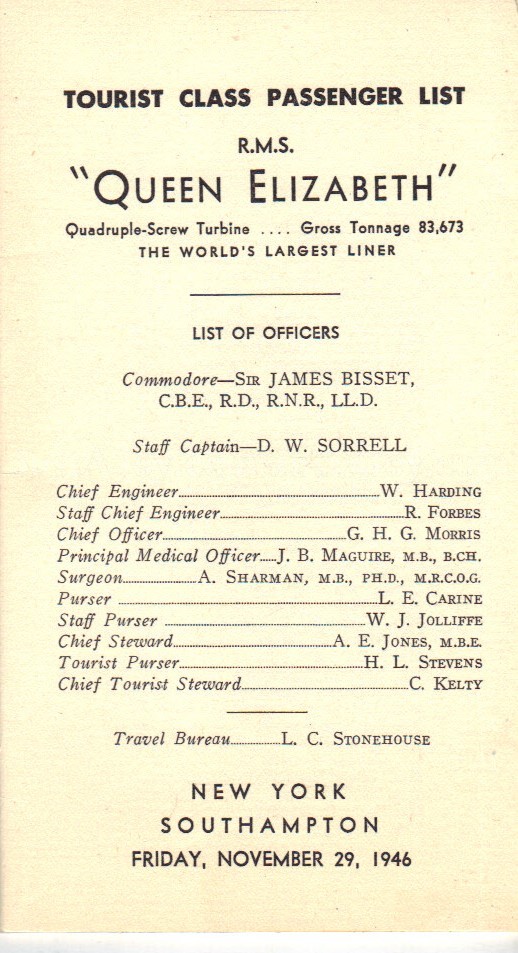 TOURIST CLASS PASSENGER LIST
R.M.S.
"QUEEN ELIZABETH"
Quadruple-Screw Turbine .... Gross Tonnage 83,673
THE WORLD'S LARGEST LINER
LIST OF OFFICERS
Commodore—SIR JAMES BISSET,
C.B.E., R.D., R.N.R., LL.D.
Staff Captain—D. W. SORRELL
Chief Engineer........W. HARDING
Staff Chief Engineer........R. FORBES
Chief Officer........G. H. G. MORRIS
Principal Medical Officer.....J. B. MAGUIRE, M.B., B.CH.
Surgeon........A. SHARMAN, M.B., PH.D., M.R.C.O.G.
Purser ........L. E. CARINE
Staff Purser ........W. J. JOLLIFFE
Chief Steward........A. E. JONES, M.B.E.
Tourist Purser........H. L. STEVENS
Chief Tourist Steward........C. KELTY
Travel Bureau........L. C. STONEHOUSE
NEW YORK
SOUTHAMPTON
FRIDAY, NOVEMBER 29, 1946